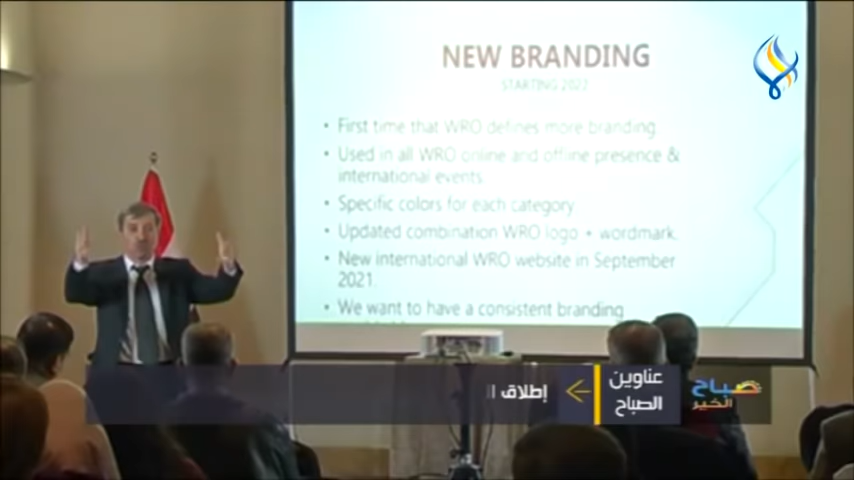 NEW BRANDING
STARTING 2022
• First time that WRO defines more branding
• Used in all WRO online and offline presence &
international events
• Specific colors for each category
• Updated combination WRO logo + wordmark.
• New international WRO website in September
2021.
• We want to have a consistent branding
عناوين
الصباح
إطلاق ا
صباح
الخير